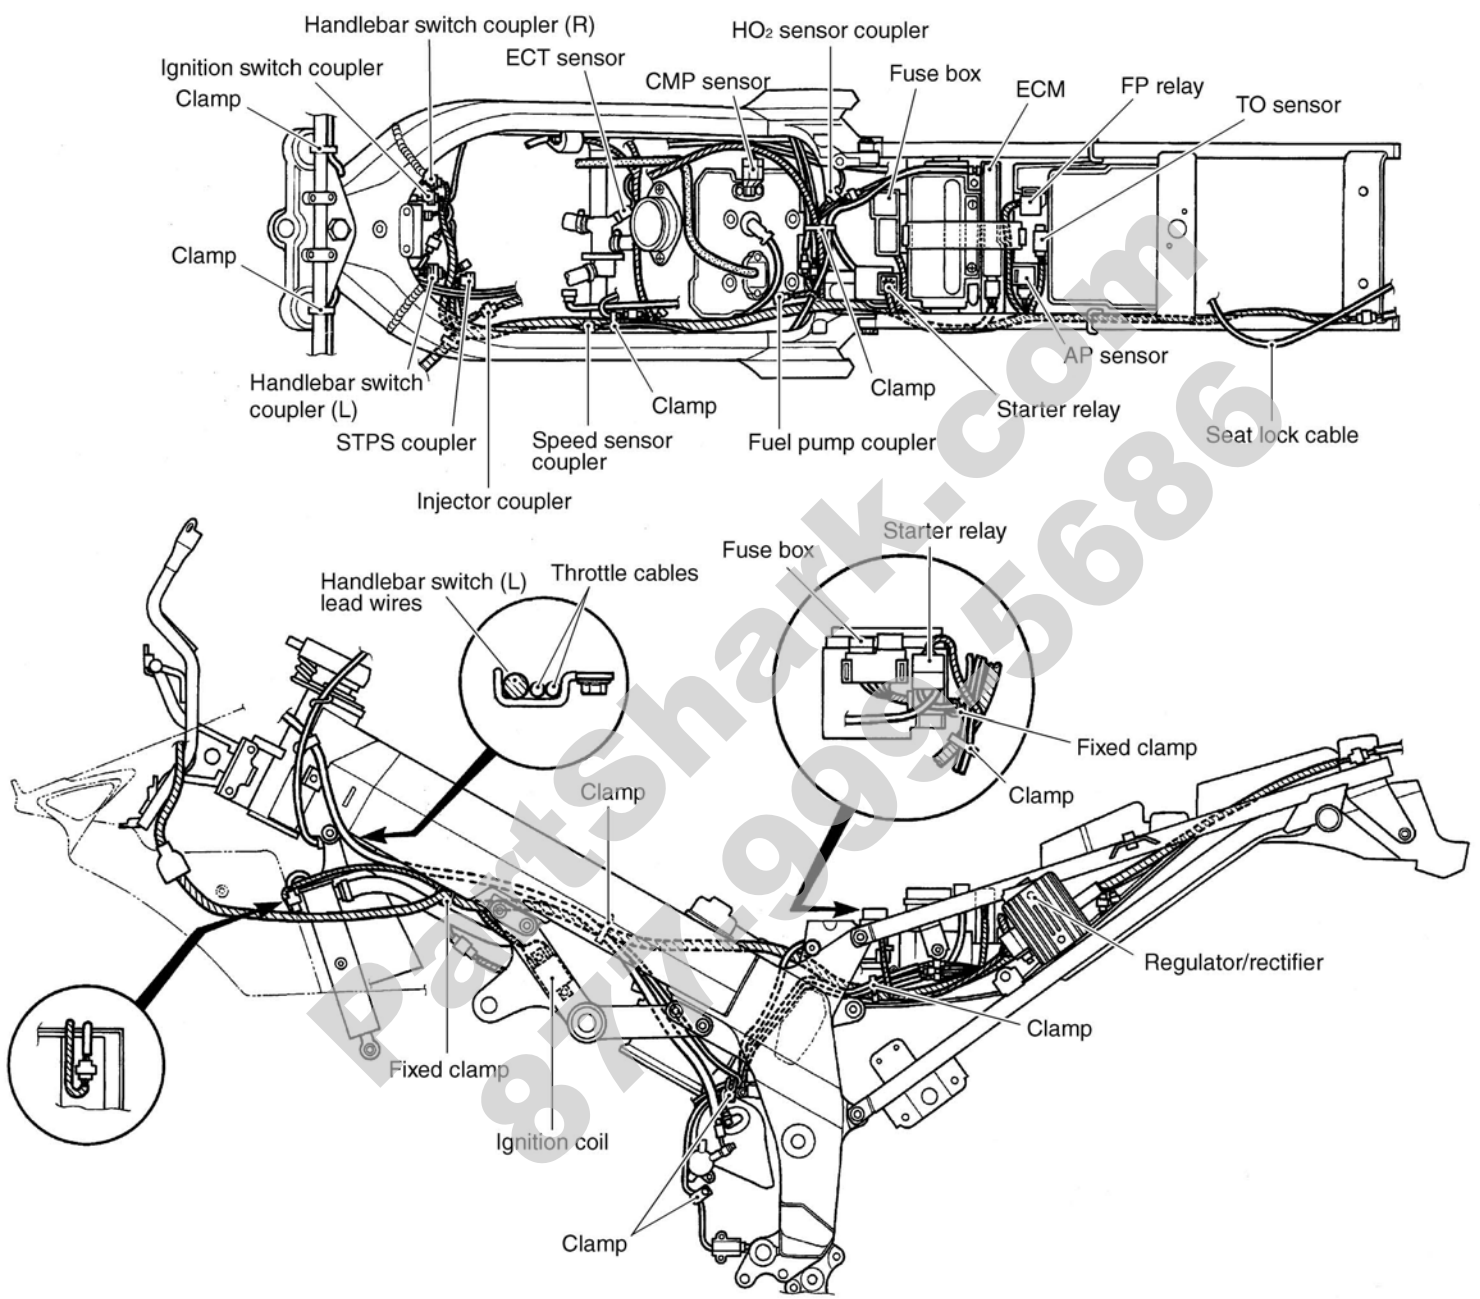 Handlebar switch coupler (R)
HO2 sensor coupler
ECT sensor
Ignition switch coupler
CMP sensor
Fuse box
Clamp
ECM
FP relay
TO sensor
Clamp
AP sensor
Handlebar switch
coupler (L)
Clamp
Clamp
Starter relay
STPS coupler
Speed sensor
coupler
Fuel pump coupler
Seat lock cable
Injector coupler
Starter relay
Fuse box
Handlebar switch (L)
lead wires
Throttle cables
Fixed clamp
Clamp
Clamp
Regulator/rectifier
Clamp
Fixed clamp
Ignition coil
Clamp
PartShark.com
877.999.5686